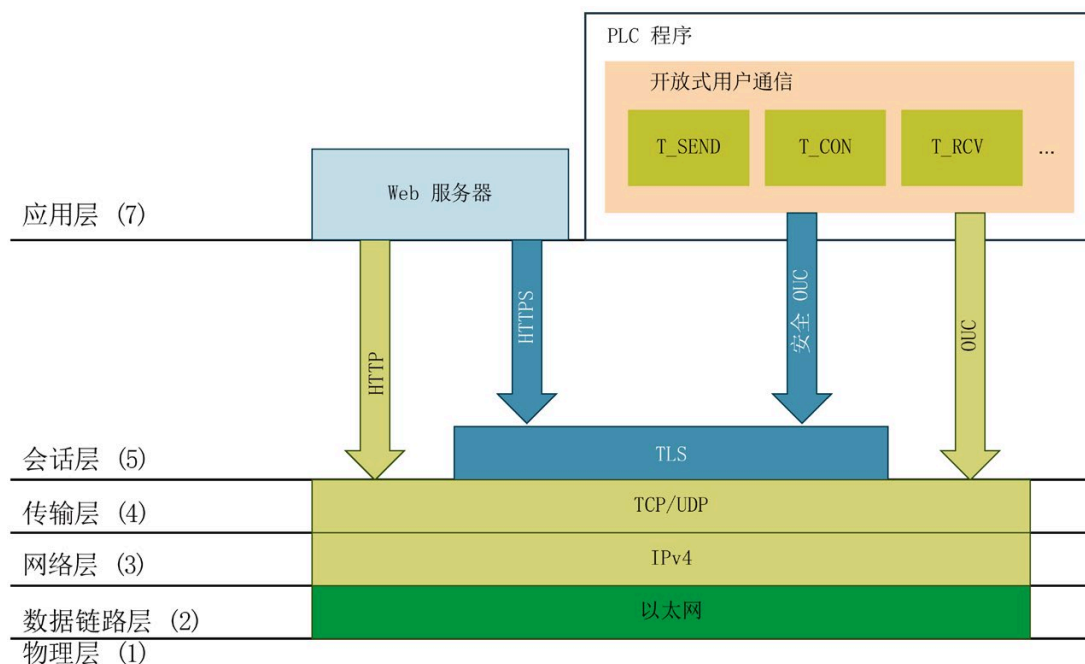 PLC 程序
开放式用户通信
T_SEND
T_CON
T_RCV
...
Web 服务器
应用层 (7)
HTTP
HTTPS
安全 OUC
OUC
会话层 (5)
TLS
传输层 (4)
TCP/UDP
网络层 (3)
IPv4
数据链路层 (2)
以太网
物理层 (1)